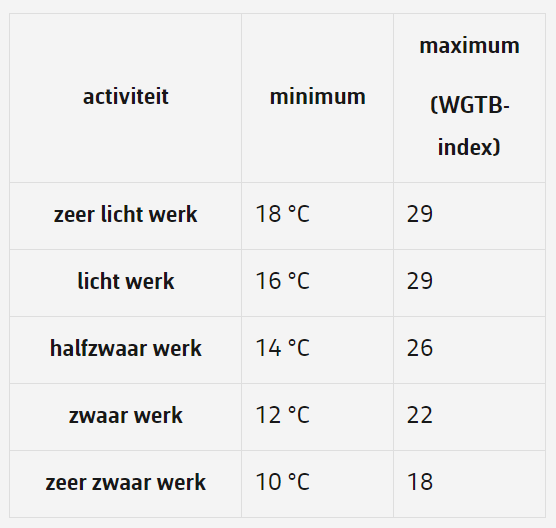 activiteit minimum maximum
(WGTB-
index)
zeer licht werk 18 °C 29
licht werk 16 °C 29
halfzwaar werk 14 °C 26
zwaar werk 12 °C 22
zeer zwaar werk 10 °C 18